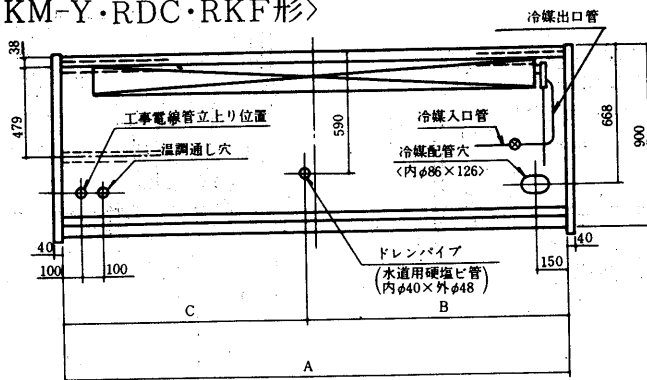 KM-Y・RDC・RKF形〉
冷媒出口管
38
479
工事電線管立上り位置
温調通し穴
590
冷媒入口管
冷媒配管穴
〈内φ86×126〉
668
900
40
100
100
ドレンパイプ
(水道用硬塩ビ管
内φ40×外φ48)
150
40
C
B
A